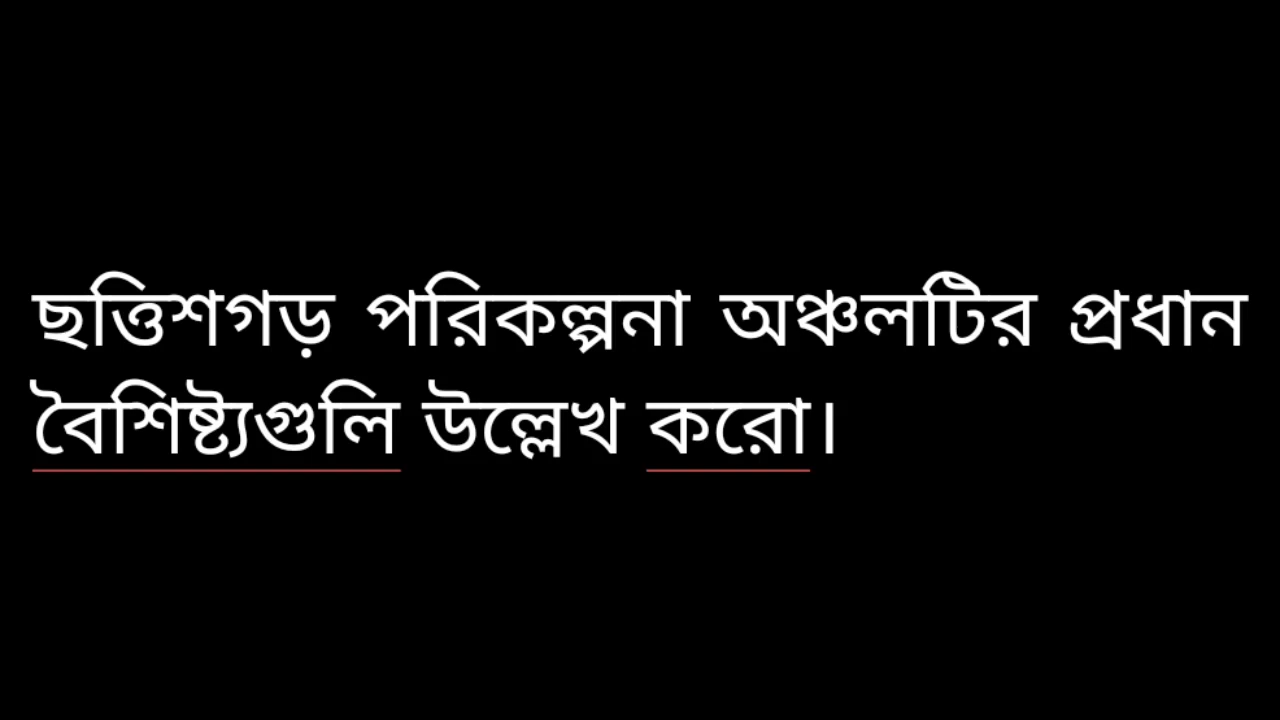 ছত্তিশগড় পরিকল্পনা অঞ্চলটির প্রধান
বৈশিষ্ট্যগুলি উল্লেখ করো।